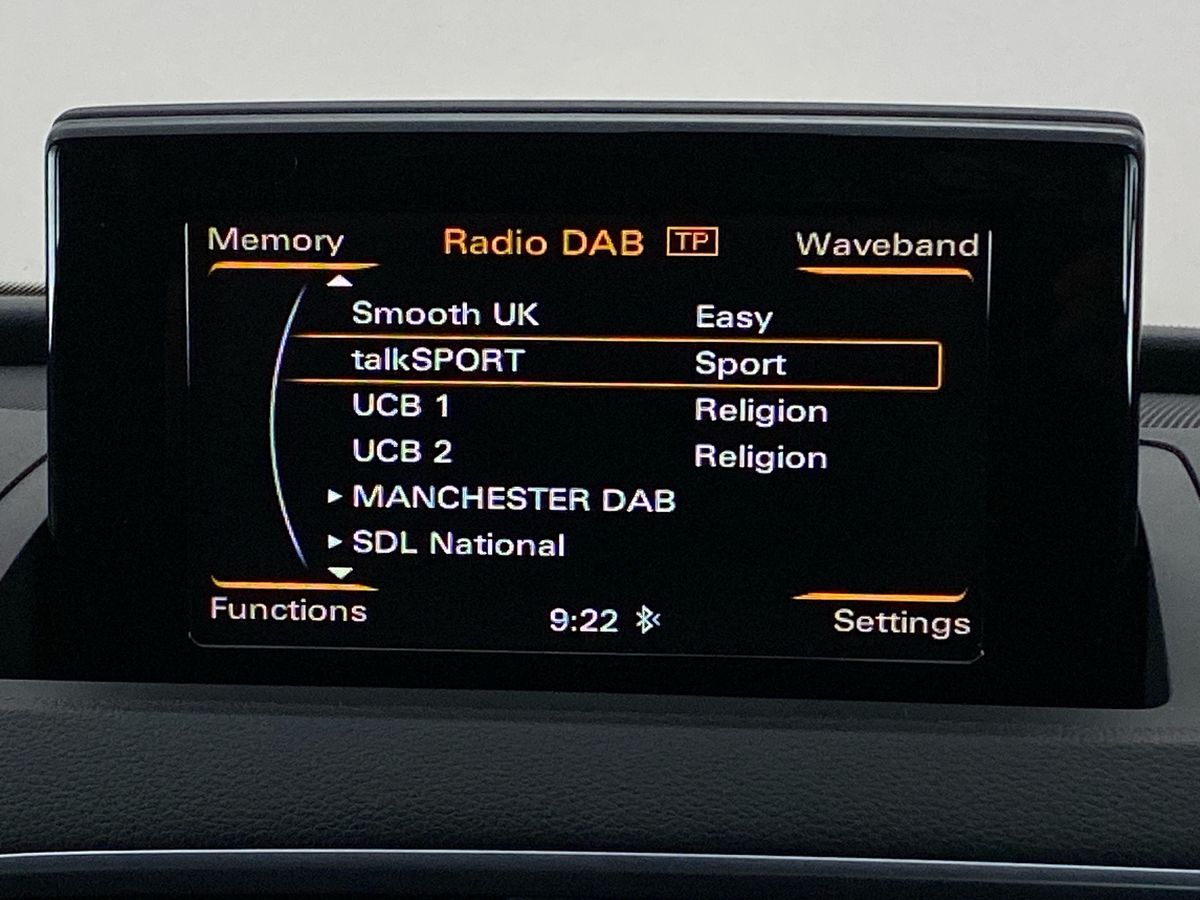 Memory Radio DAB TP Waveband
Smooth UK Easy
talkSPORT Sport
UCB 1 Religion
UCB 2 Religion
MANCHESTER DAB
SDL National
Functions 9:22 Settings